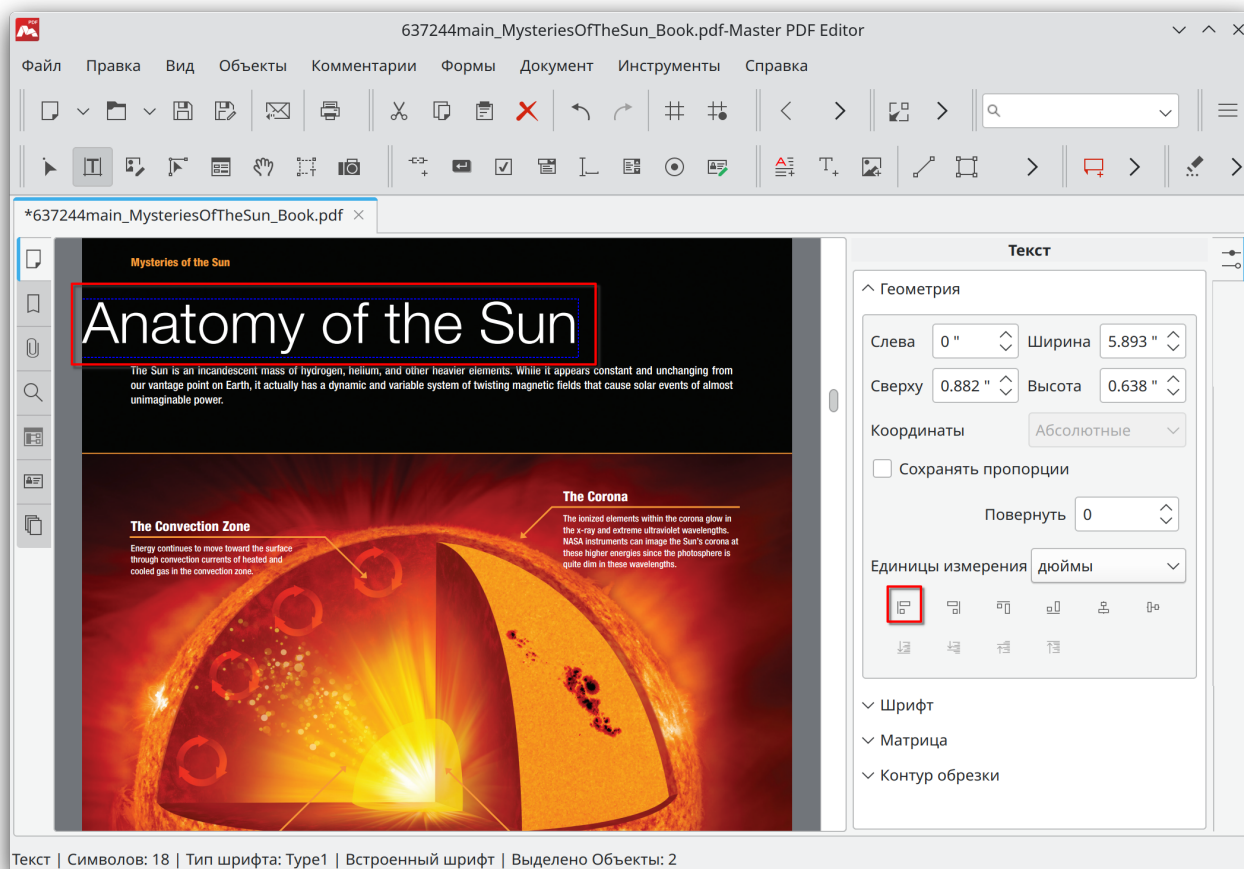 PDF
637244main_MysteriesOfTheSun_Book.pdf-Master PDF Editor
Файл Правка Вид Объекты Комментарии Формы Документ Инструменты Справка
*637244main_MysteriesOfTheSun_Book.pdf
Mysteries of the Sun
Anatomy of the Sun
The Sun is an incandescent mass of hydrogen, helium, and other heavier elements. While it appears constant and unchanging from
our vantage point on Earth, it actually has a dynamic and variable system of twisting magnetic fields that cause solar events of almost
unimaginable power.
The Corona
The ionized elements within the corona glow in
the x-ray and extreme ultraviolet wavelengths.
NASA instruments can image the Sun's corona at
these higher energies since the photosphere is
quite dim in these wavelengths.
The Convection Zone
Energy continues to move toward the surface
through convection currents of heated and
cooled gas in the convection zone.
Текст
Геометрия
Слева 0 " Ширина 5.893 "
Сверху 0.882 " Высота 0.638 "
Координаты Абсолютные
Сохранять пропорции
Повернуть 0
Единицы измерения дюймы
Шрифт
Матрица
Контур обрезки
Текст | Символов: 18 | Тип шрифта: Type1 | Встроенный шрифт | Выделено Объекты: 2